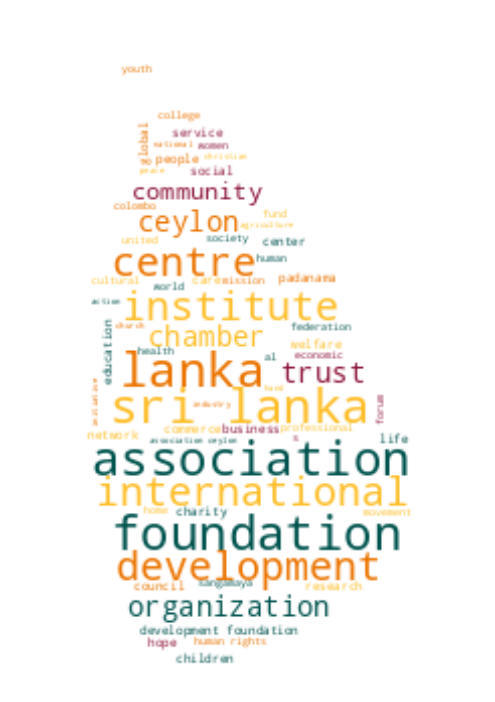 youth
college
global
service
national women
people christian
peace
social
community
colombo
ceylon fund
agriculture
united society center
centre human
cultural care mission padanama
world
action institute
church federation
education
chamber
health welfare
al economic
lanka trust
initiative hand
sri lanka
industry forum
commerce business professional
network
association ceylon s life
association
international
home charity movement
foundation
development
council sangamaya research
organization
development foundation
hope human rights
children